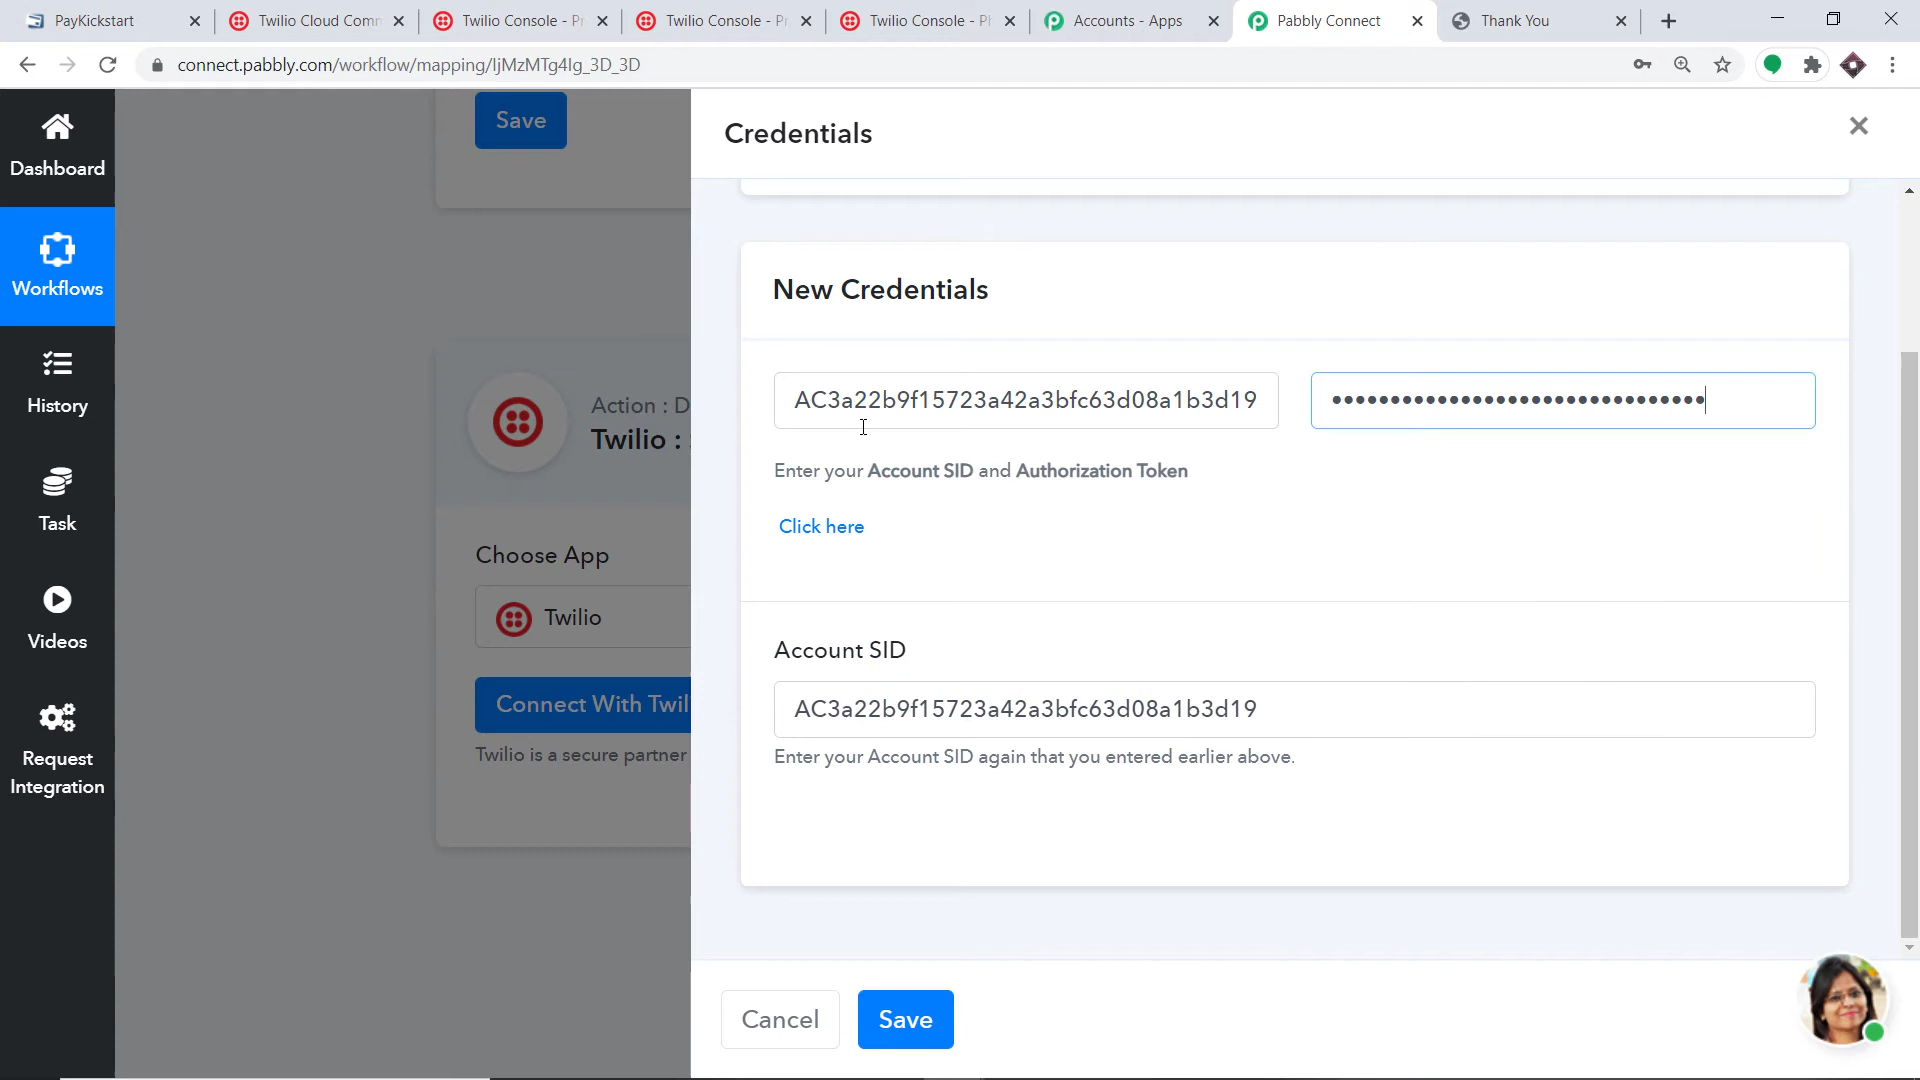 PayKickstart
Twilio Cloud Comm
Twilio Console - Pr
Twilio Console - Pr
Twilio Console - Ph
Accounts - Apps
Pabbly Connect
Thank You
connect.pabbly.com/workflow/mapping/IjMzMTg4Ig_3D_3D
Dashboard
Workflows
History
Task
Videos
Request
Integration
Save
Action : D
Twilio :
Choose App
Twilio
Connect With Twil
Twilio is a secure partner
Credentials
New Credentials
AC3a22b9f15723a42a3bfc63d08a1b3d19
Enter your Account SID and Authorization Token
Click here
Account SID
AC3a22b9f15723a42a3bfc63d08a1b3d19
Enter your Account SID again that you entered earlier above.
Cancel
Save